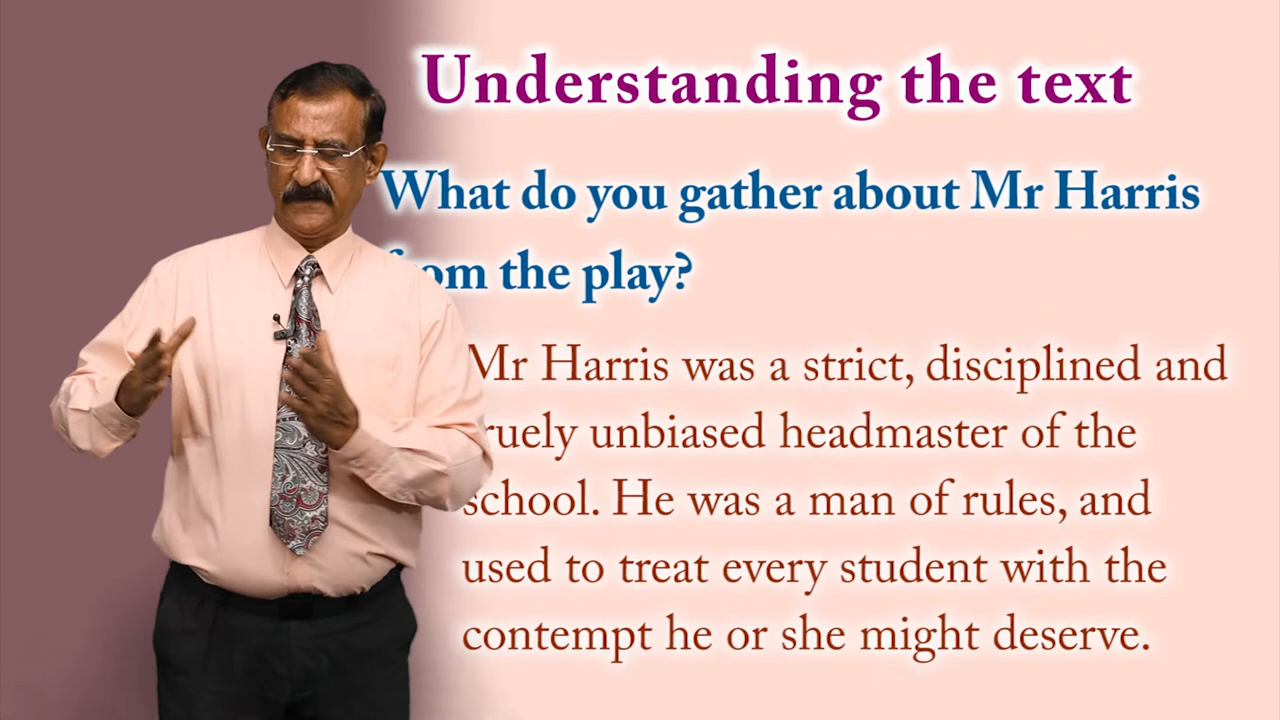 Understanding the text
What do you gather about Mr Harris
the play?
Mr Harris was a strict, disciplined and
unbiased headmaster of the
school. He was a man of rules, and
used to treat every student with the
contempt he or she might deserve.